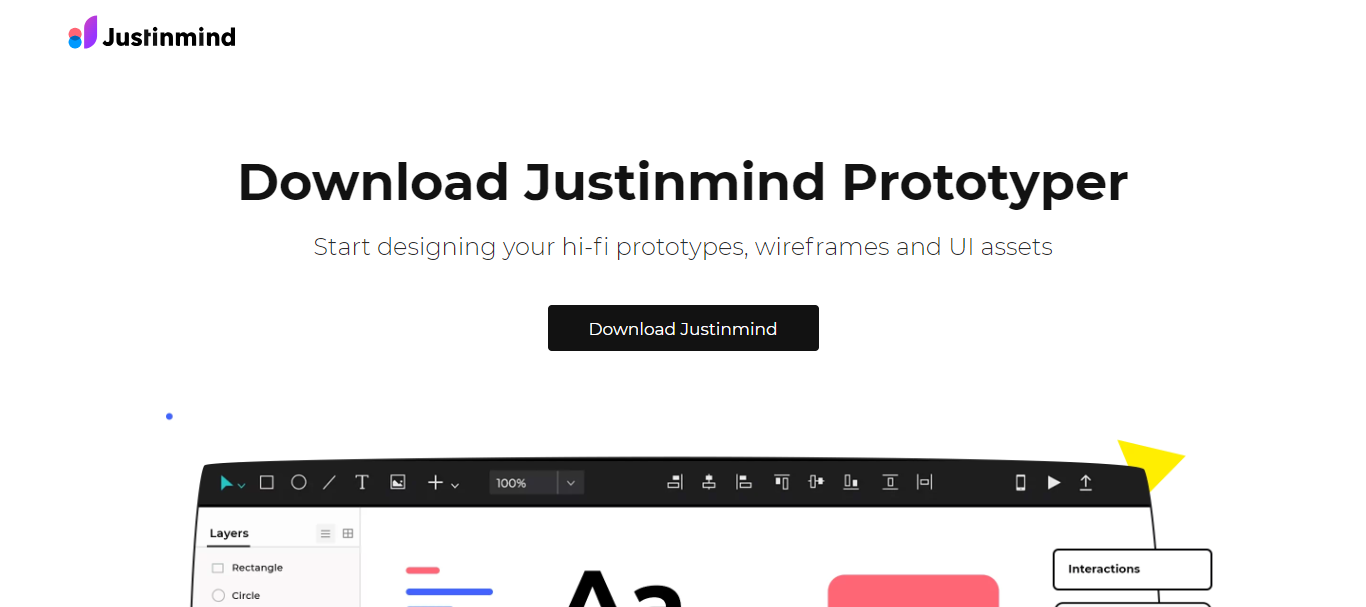 Justinmind
Download Justinmind Prototyper
Start designing your hi-fi prototypes, wireframes and UI assets
Download Justinmind
T
100%
Layers
Rectangle
Circle
Aa
Interactions